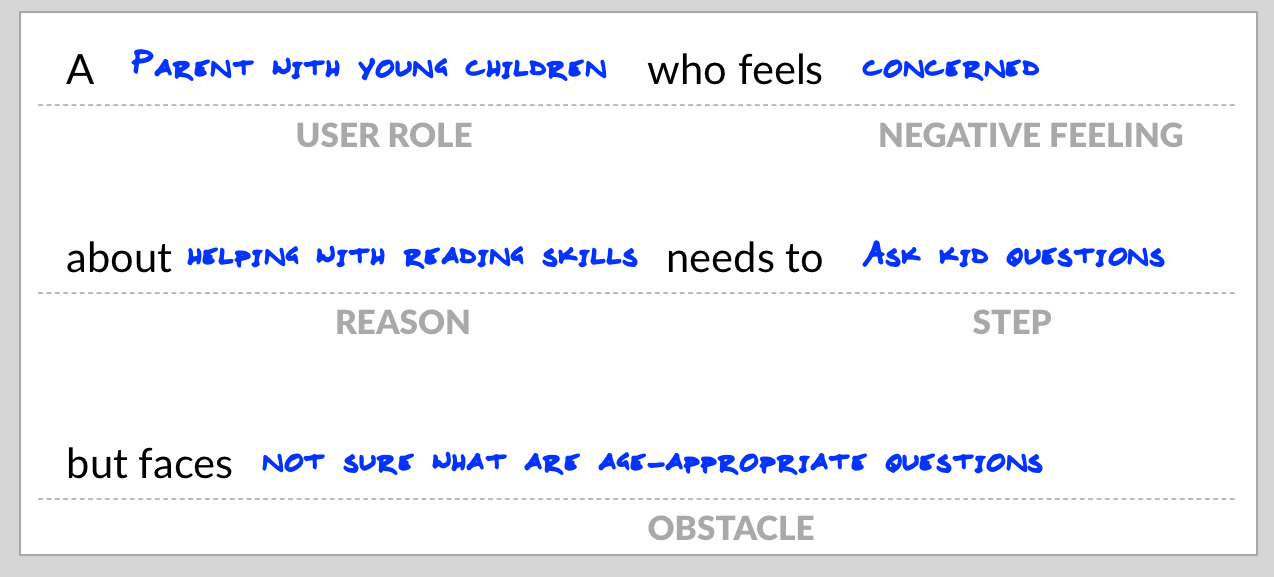 A PARENT WITH YOUNG CHILDREN who feels CONCERNED
USER ROLE NEGATIVE FEELING
about HELPING WITH READING SKILLS needs to ASK KID QUESTIONS
REASON STEP
but faces NOT SURE WHAT ARE AGE-APPROPRIATE QUESTIONS
OBSTACLE